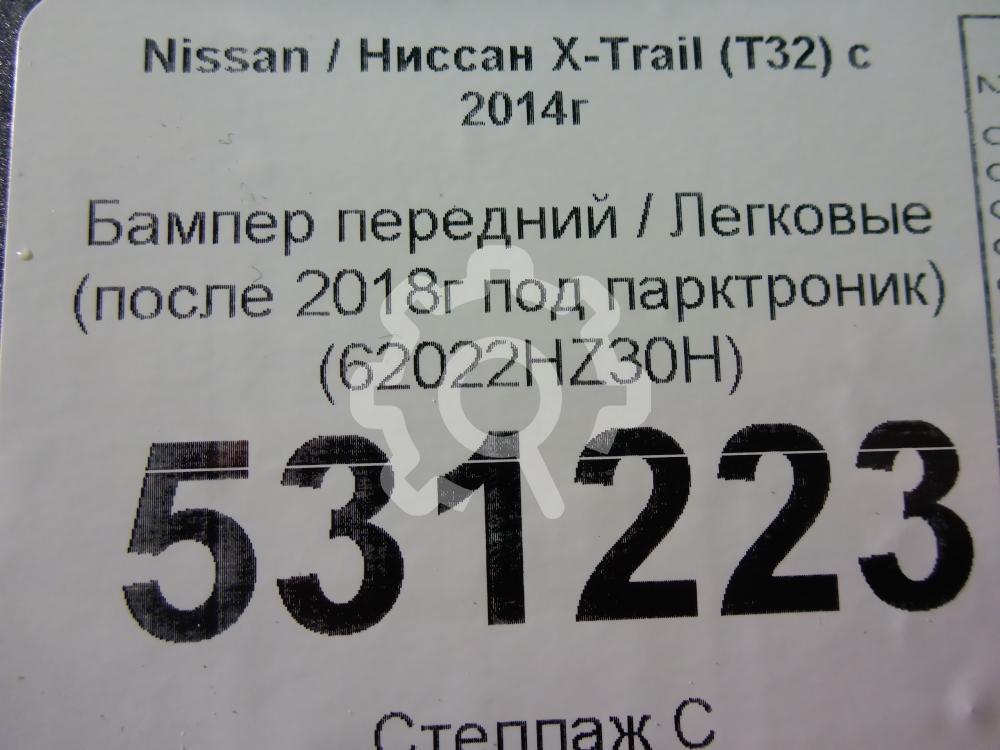 Nissan / Ниссан X-Trail (T32) с
2014г
Бампер передний / Легковые
(после 2018г под парктроник)
(62022HZ30H)
531223
Стеллаж С